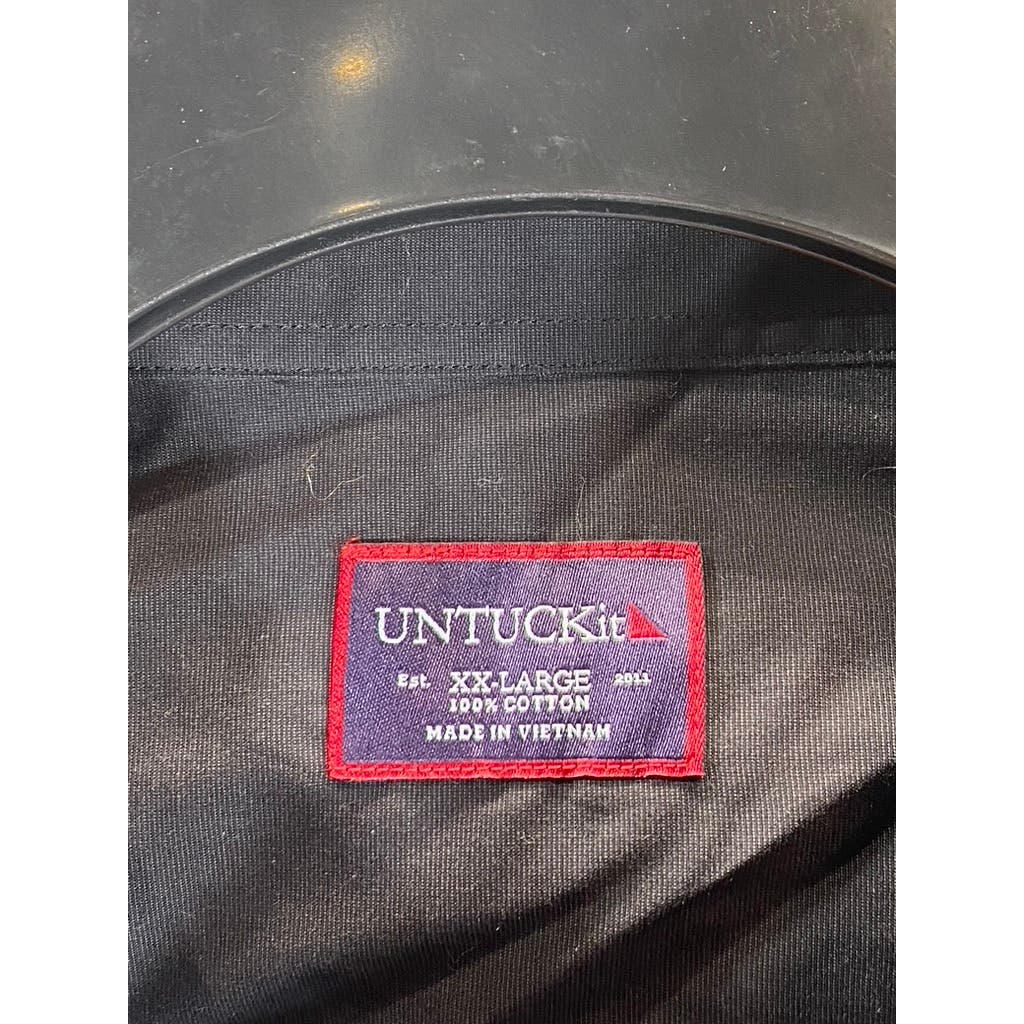 UNTUCKit
Est. XX-LARGE 2011
100% COTTON
MADE IN VIETNAM